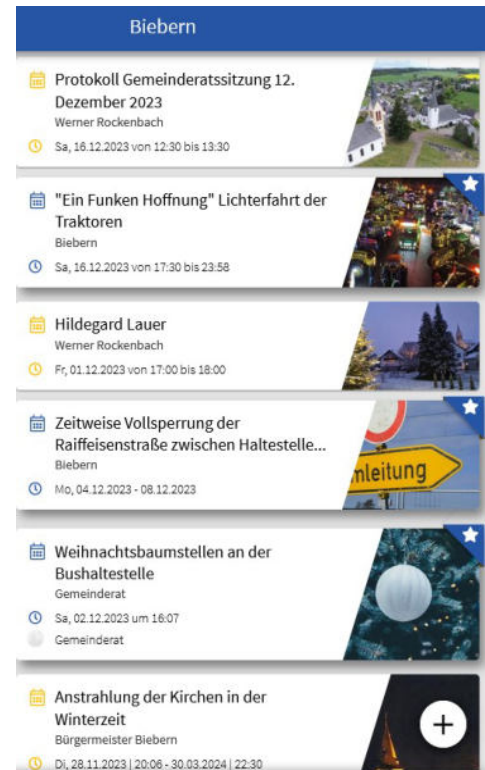 Biebern
Protokoll Gemeinderatssitzung 12.
Dezember 2023
Werner Rockenbach
Sa, 16.12.2023 von 12:30 bis 13:30
"Ein Funken Hoffnung" Lichterfahrt der
Traktoren
Biebern
Sa, 16.12.2023 von 17:30 bis 23:58
Hildegard Lauer
Werner Rockenbach
Fr, 01.12.2023 von 17:00 bis 18:00
Zeitweise Vollsperrung der
Raiffeisenstraße zwischen Haltestelle...
Biebern
Mo, 04.12.2023 - 08.12.2023
mleitung
Weihnachtsbaumstellen an der
Bushaltestelle
Gemeinderat
Sa, 02.12.2023 um 16:07
Gemeinderat
Anstrahlung der Kirchen in der
Winterzeit
Bürgermeister Biebern
Di, 28.11.2023 | 20:06 - 30.03.2024 | 22:30